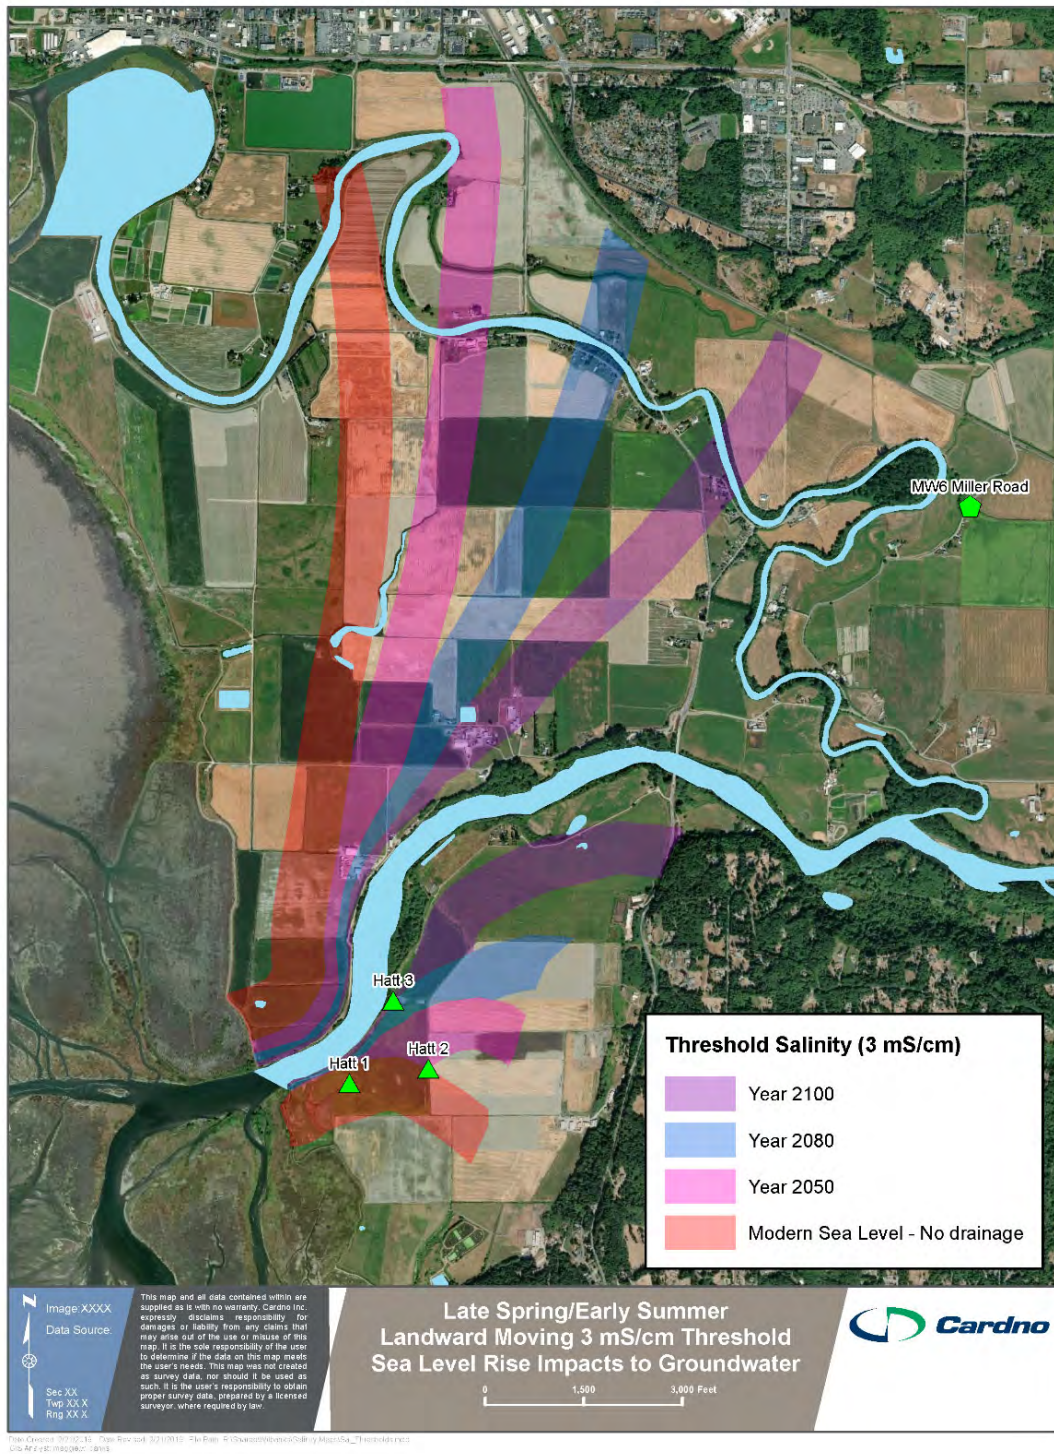 MW6 Miller Road
Hatt 3
Hatt 2
Hatt 1
Threshold Salinity (3 mS/cm)
Year 2100
Year 2080
Year 2050
Modern Sea Level - No drainage
N
Image:XXXX
Data Source:
Sec XX
Twp XX X
Rng XX X
This map and all data contained within are
supplied as is with no warranty. Cardno Inc.
expressly disclaims responsibility for
damages or liability from any claims that
may arise out of the use or misuse of this
map. It is the sole responsibility of the user
to determine if the data on this map meets
the user's needs. This map was not created
as survey data, nor should it be used as
such. It is the user's responsibility to obtain
proper survey data, prepared by a licensed
surveyor, where required by law.
Late Spring/Early Summer
Landward Moving 3 mS/cm Threshold
Sea Level Rise Impacts to Groundwater
0 1,500 3,000 Feet
Cardno